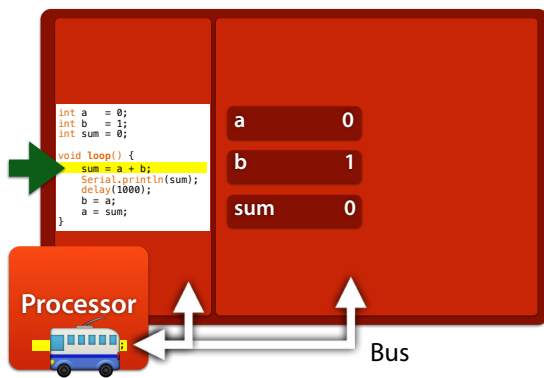 int a   = 0;
int b   = 1;
int sum = 0;
void loop() {
sum = a + b;
Serial.println(sum);
delay(1000);
b = a;
a = sum;
}
a 0
b 1
sum 0
Processor
;
Bus